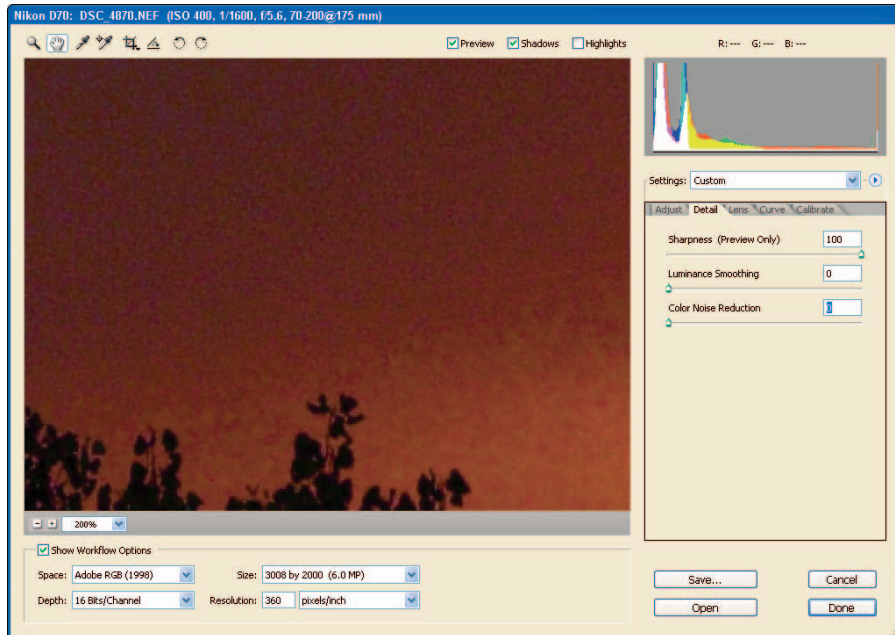 Nikon D70: DSC_4870.NEF (ISO 400, 1/1600, f/5.6, 70-200@175 mm)
Preview Shadows Highlights R: --- G: --- B: ---
Settings: Custom
Adjust Detail Lens Curve Calibrate
Sharpness (Preview Only) 100
Luminance Smoothing 0
Color Noise Reduction 0
200%
Show Workflow Options
Space: Adobe RGB (1998) Size: 3008 by 2000 (6.0 MP)
Depth: 16 Bits/Channel Resolution: 360 pixels/inch
Save... Cancel
Open Done